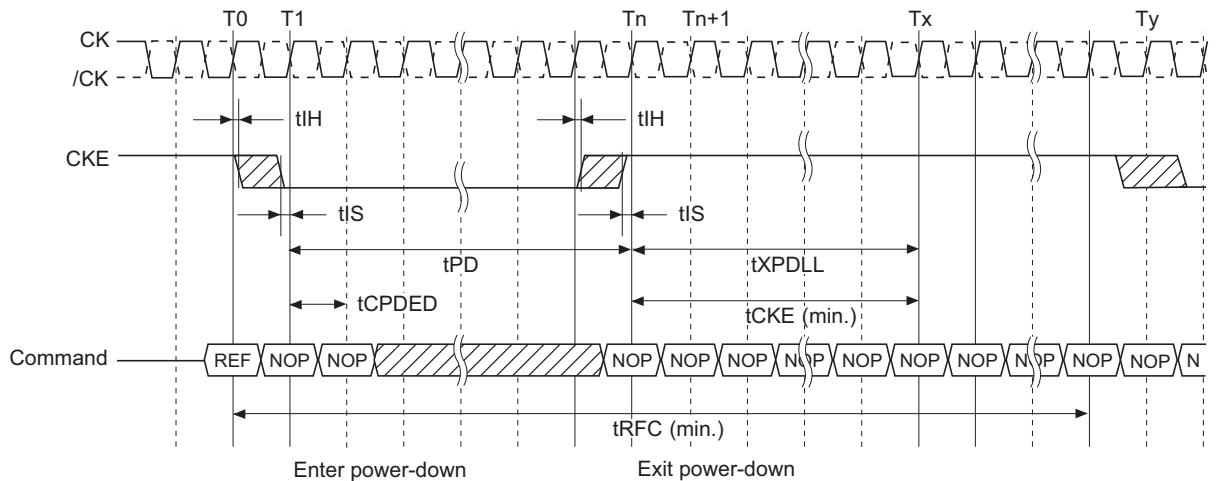 T0 T1 Tn Tn+1 Tx Ty
CK
/CK
tIH tIH
CKE
tIS tIS
tPD tXPDLL
tCPDED
tCKE (min.)
Command REF NOP NOP NOP NOP NOP NOP NOP NOP NOP NOP NOP NOP N
tRFC (min.)
Enter power-down Exit power-down